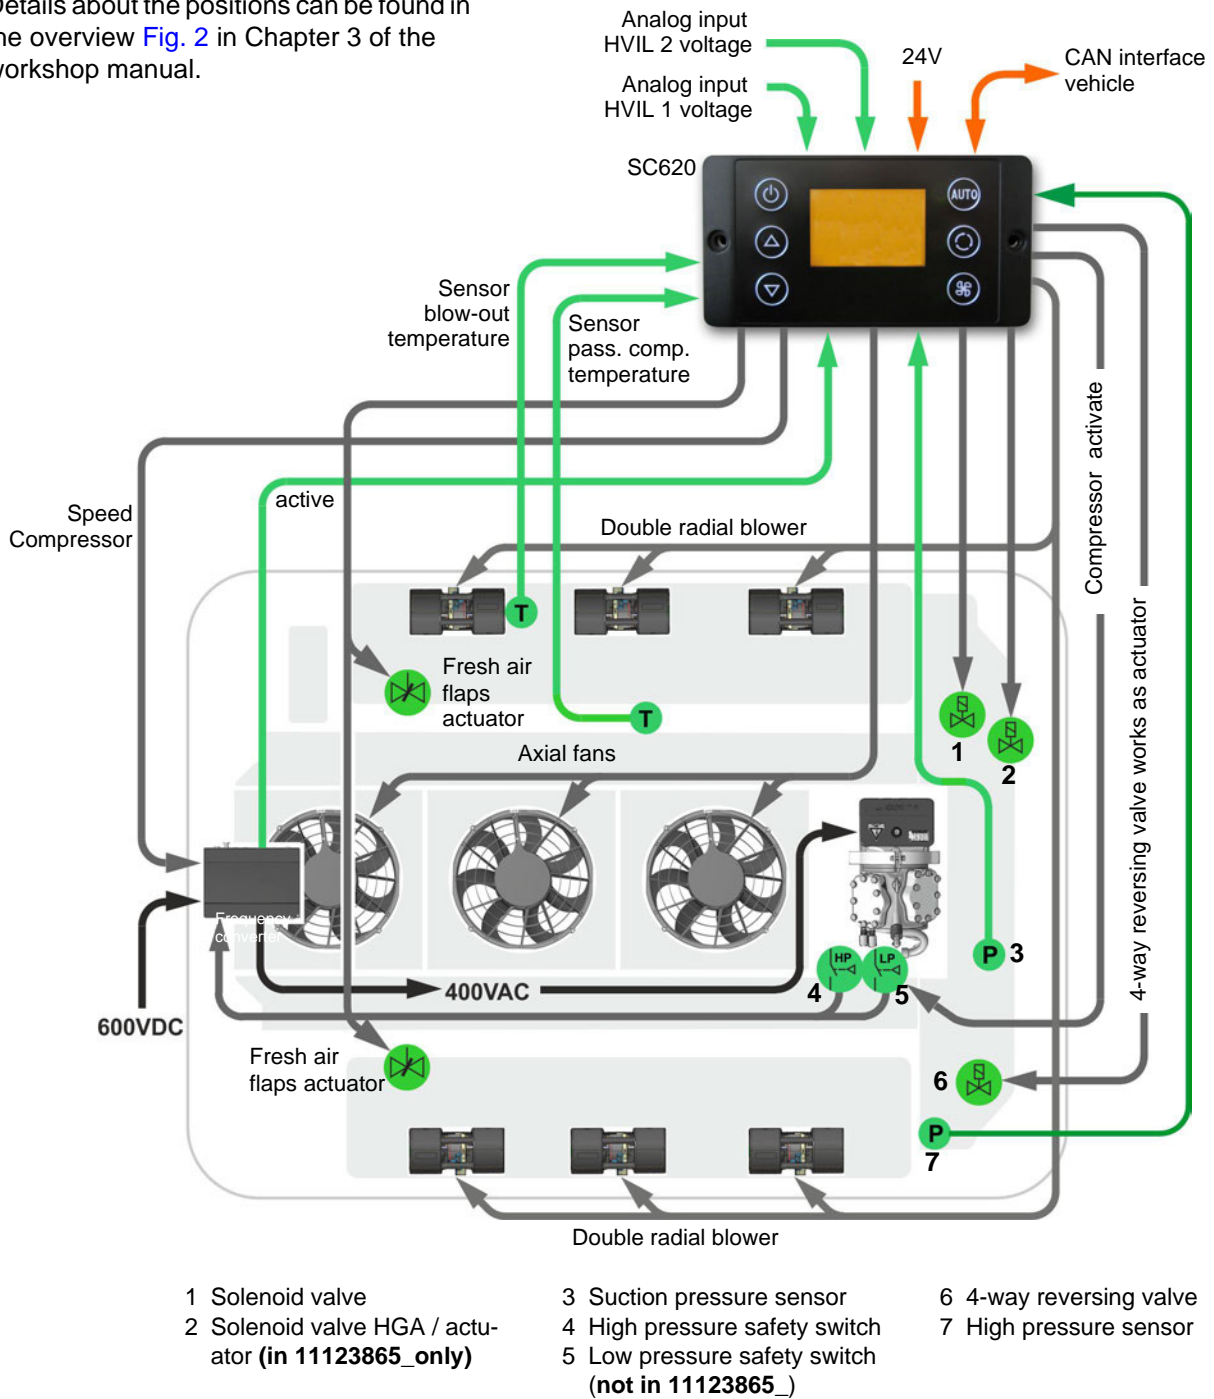 Details about the positions can be found in
the overview Fig. 2 in Chapter 3 of the
workshop manual.
Analog input
HVIL 2 voltage
Analog input
HVIL 1 voltage
24V
CAN interface
vehicle
SC620
AUTO
Sensor
blow-out
temperature
Sensor
pass. comp.
temperature
Speed
Compressor
active
Double radial blower
Compressor activate
4-way reversing valve works as actuator
T
Fresh air
flaps
actuator
T
1
2
Axial fans
Frequency
converter
P 3
HP
LP
4
5
400VAC
600VDC
Fresh air
flaps actuator
6
P
7
Double radial blower
1 Solenoid valve
2 Solenoid valve HGA / actu-
ator (in 11123865_only)
3 Suction pressure sensor
4 High pressure safety switch
5 Low pressure safety switch
(not in 11123865_)
6 4-way reversing valve
7 High pressure sensor